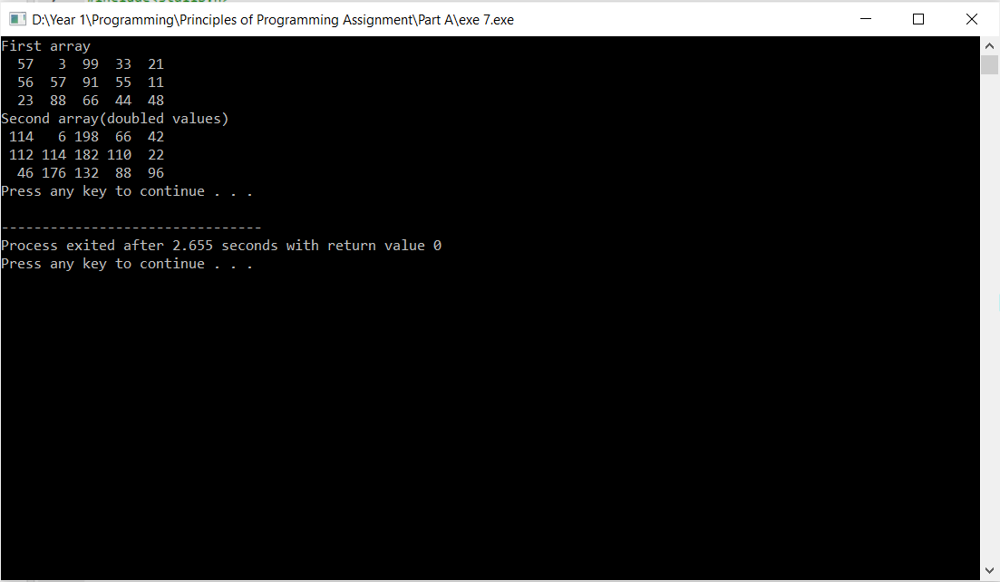 D:\Year 1\Programming\Principles of Programming Assignment\Part A\exe 7.exe
First array
  57   3  99  33  21
  56  57  91  55  11
  23  88  66  44  48
Second array(doubled values)
 114   6 198  66  42
 112 114 182 110  22
  46 176 132  88  96
Press any key to continue . . .

--------------------------------
Process exited after 2.655 seconds with return value 0
Press any key to continue . . .